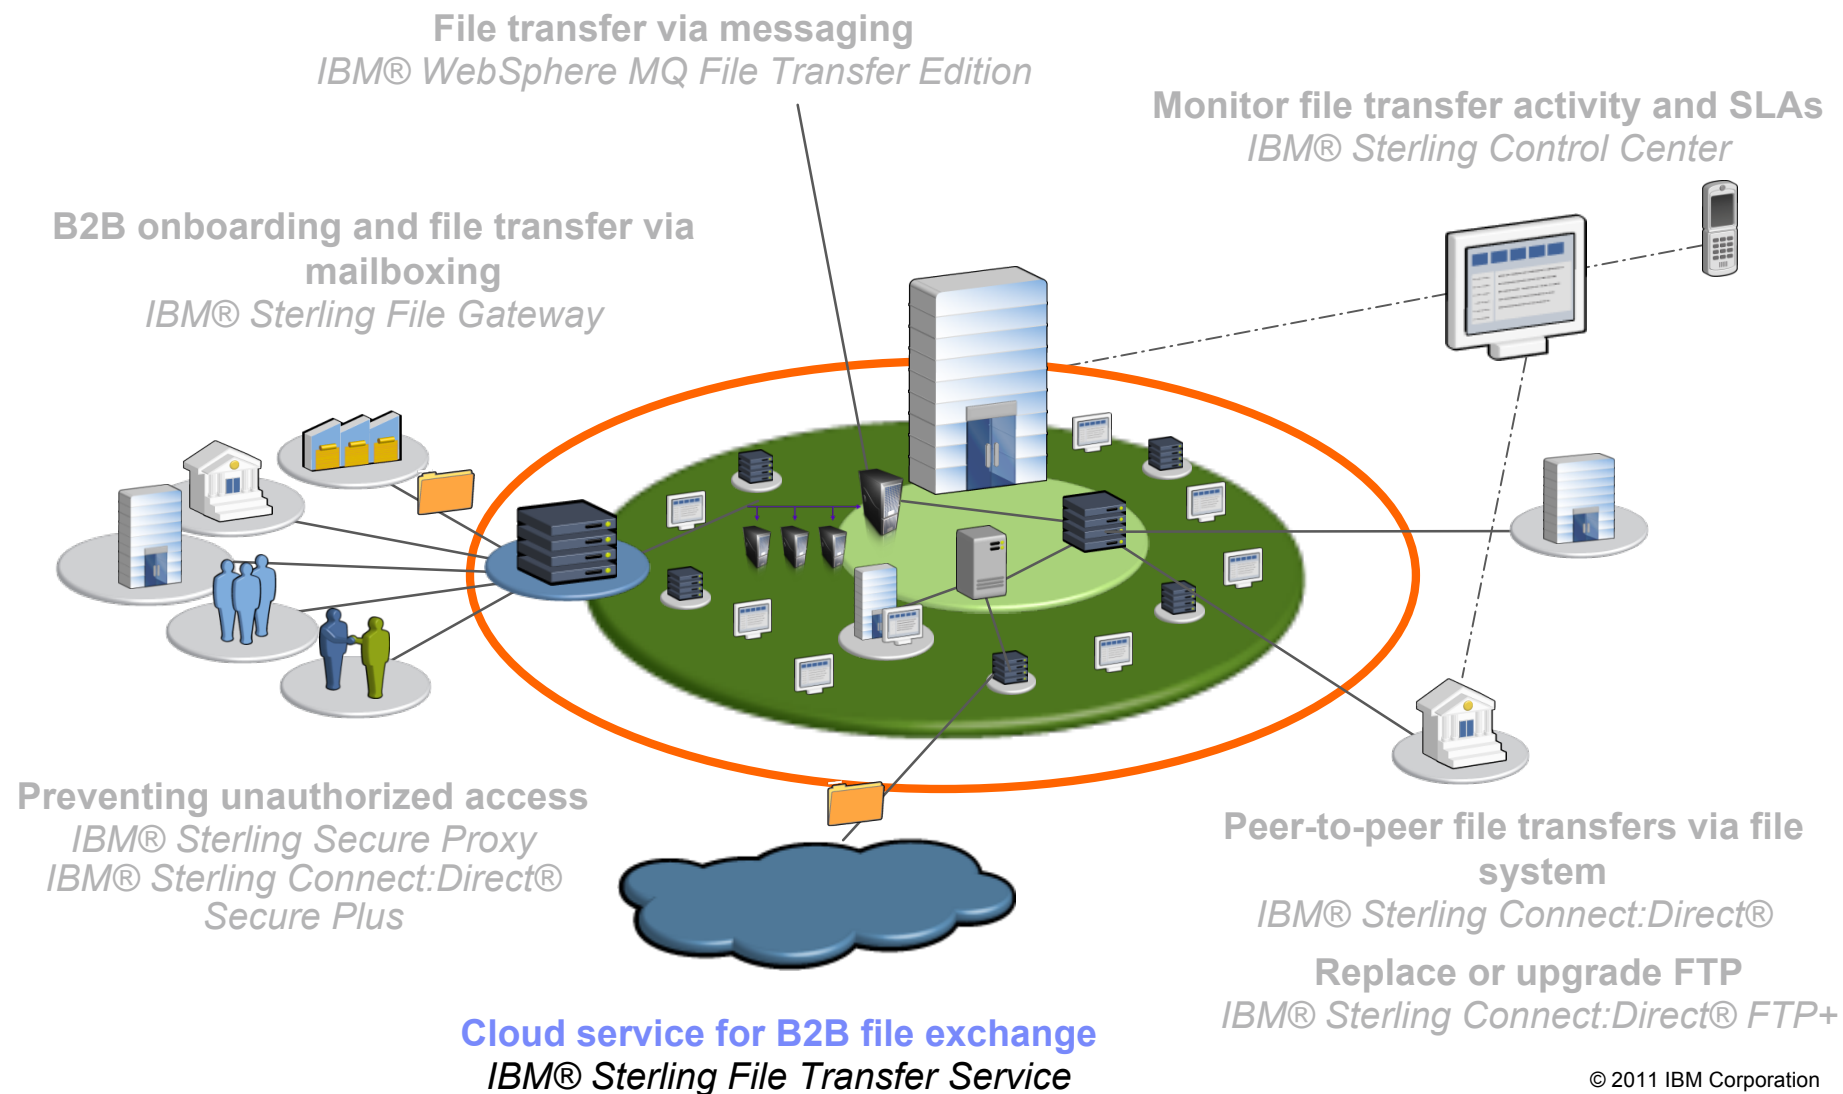 File transfer via messaging
IBM® WebSphere MQ File Transfer Edition
Monitor file transfer activity and SLAs
IBM® Sterling Control Center
B2B onboarding and file transfer via
mailboxing
IBM® Sterling File Gateway
Preventing unauthorized access
IBM® Sterling Secure Proxy
IBM® Sterling Connect:Direct®
Secure Plus
Peer-to-peer file transfers via file
system
IBM® Sterling Connect:Direct®
Replace or upgrade FTP
IBM® Sterling Connect:Direct® FTP+
Cloud service for B2B file exchange
IBM® Sterling File Transfer Service
© 2011 IBM Corporation